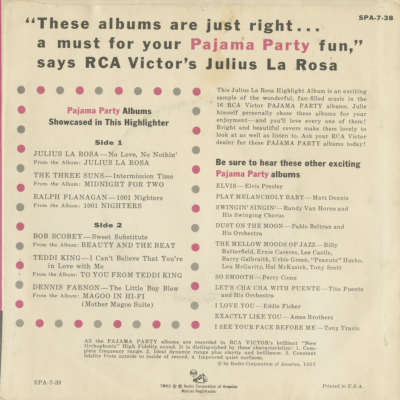 SPA-7-38
"These albums are just right...
a must for your Pajama Party fun,"
says RCA Victor's Julius La Rosa
Pajama Party Albums
Showcased in This Highlighter
Side 1
JULIUS LA ROSA—No Love, No Nothin'
From the Album: JULIUS LA ROSA
THE THREE SUNS—Intermission Time
From the Album: MIDNIGHT FOR TWO
RALPH FLANAGAN—1001 Nighters
From the Album: 1001 NIGHTERS
Side 2
BOB SCOBEY—Sweet Substitute
From the Album: BEAUTY AND THE BEAT
TEDDI KING—I Can't Believe That You're
in Love with Me
From the Album: TO YOU FROM TEDDI KING
DENNIS FARNON—The Little Boy Blew
From the Album: MAGOO IN HI-FI
(Mother Magoo Suite)
This Julius La Rosa Highlight Album is an exciting
sample of the wonderful, fun-filled music in the
16 RCA Victor PAJAMA PARTY albums. Julie
himself personally chose these albums for your
enjoyment—and you'll love every one of them!
Bright and beautiful covers make them lovely to
look at as well as listen to. Ask your RCA Victor
dealer for these PAJAMA PARTY albums today!
Be sure to hear these other exciting
Pajama Party albums
ELVIS—Elvis Presley
PLAY MELANCHOLY BABY—Matt Dennis
SWINGIN' SINGIN'—Randy Van Horne and
His Swinging Chorus
DUST ON THE MOON—Pablo Beltran and
His Orchestra
THE MELLOW MOODS OF JAZZ—Billy
Butterfield, Ernie Caceres, Lee Castle,
Barry Galbraith, Urbie Green, "Peanuts" Hucko,
Lou McGarity, Hal McKusick, Tony Scott
SO SMOOTH—Perry Como
LET'S CHA CHA WITH PUENTE—Tito Puente
and His Orchestra
I LOVE YOU—Eddie Fisher
EXACTLY LIKE YOU—Ames Brothers
I SEE YOUR FACE BEFORE ME—Tony Travis
All the PAJAMA PARTY albums are recorded in RCA VICTOR's brilliant "New
Orthophonic" High Fidelity sound. It is distinguished by these characteristics: 1. Com-
plete frequency range. 2. Ideal dynamic range plus clarity and brilliance. 3. Constant
fidelity from outside to inside of record. 4. Improved quiet surfaces.
© by Radio Corporation of America, 1957
SPA-7-38
TMKS ® © Radio Corporation of America
Marcas Registradas
Printed in U.S.A.